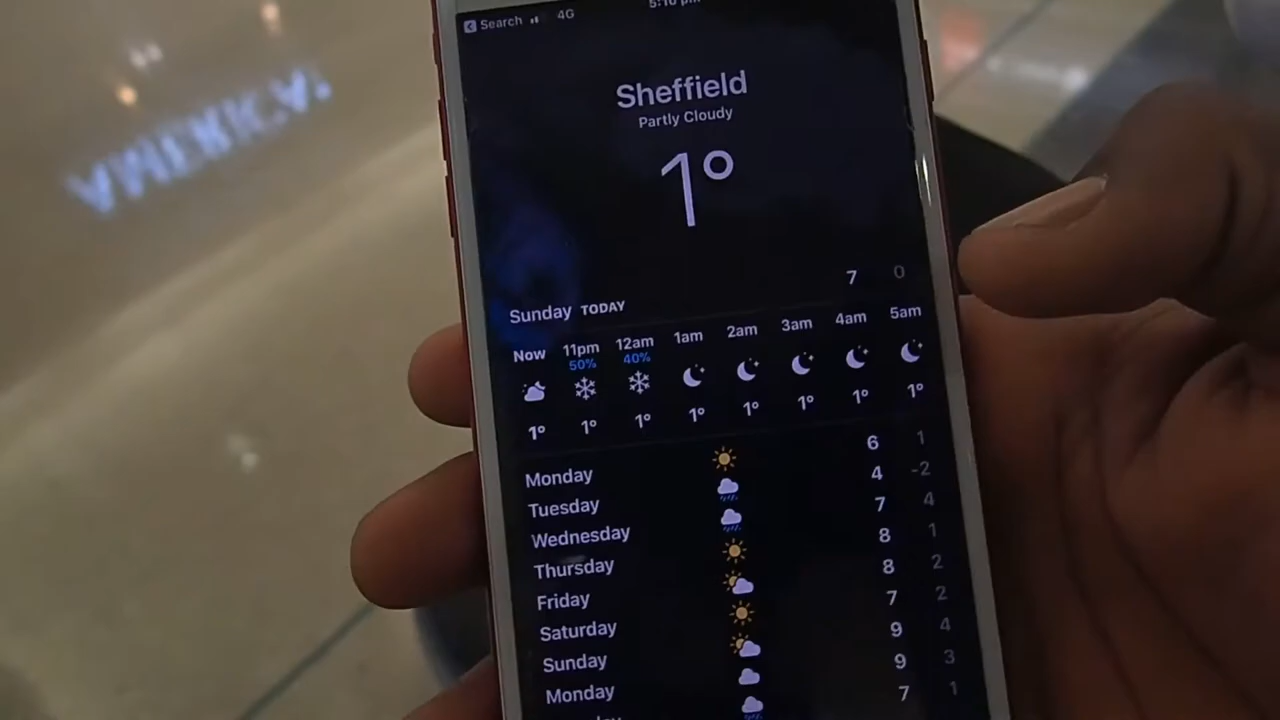 Search 4G
Sheffield
Partly Cloudy
1°
Sunday TODAY 7 0
Now 11pm 12am 1am 2am 3am 4am 5am
50% 40%
1° 1° 1° 1° 1° 1° 1° 1°
Monday 6 1
Tuesday 4 -2
Wednesday 7 4
Thursday 8 1
Friday 8 2
Saturday 7 2
Sunday 9 4
Monday 9 3
7 1